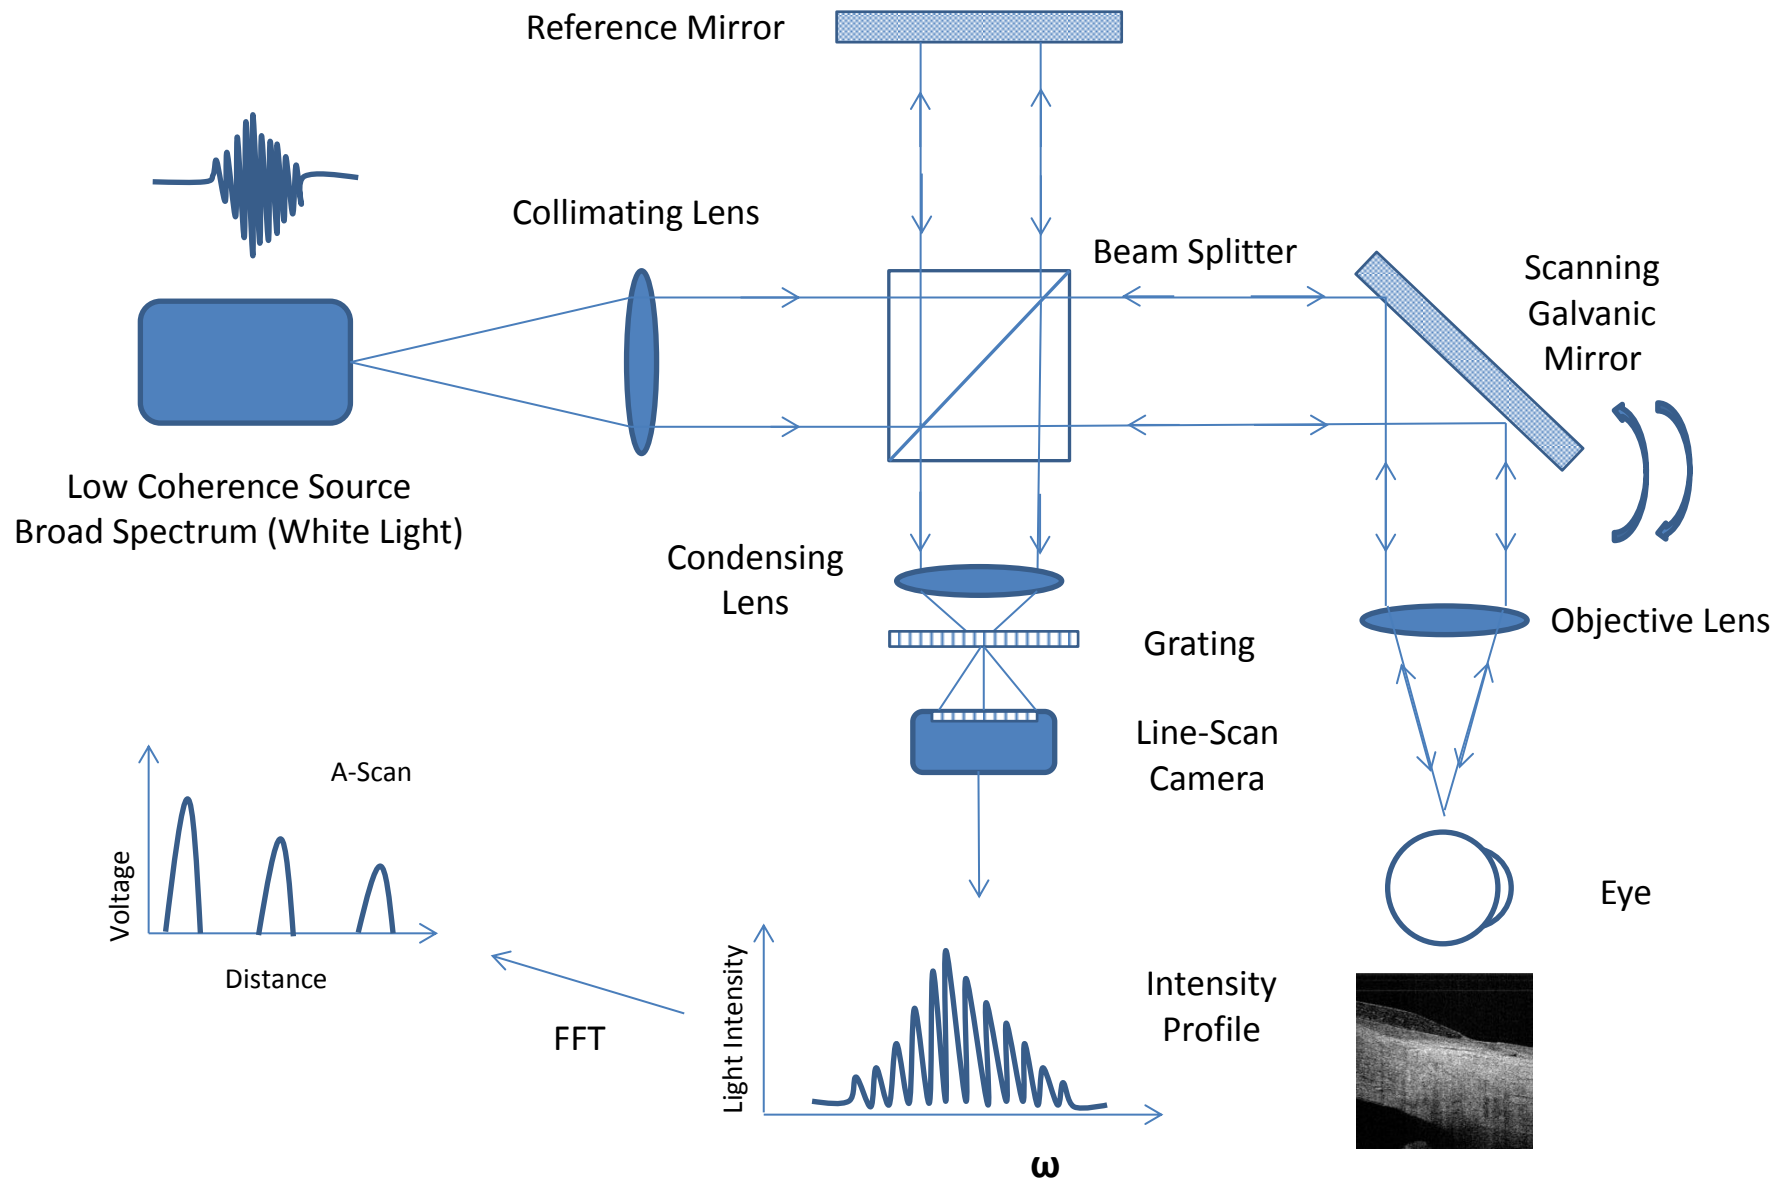 Reference Mirror
Collimating Lens
Beam Splitter
Scanning
Galvanic
Mirror
Low Coherence Source
Broad Spectrum (White Light)
Condensing
Lens
Objective Lens
Grating
Line-Scan
Camera
A-Scan
Voltage
Distance
Eye
FFT
Light Intensity
Intensity
Profile
ω